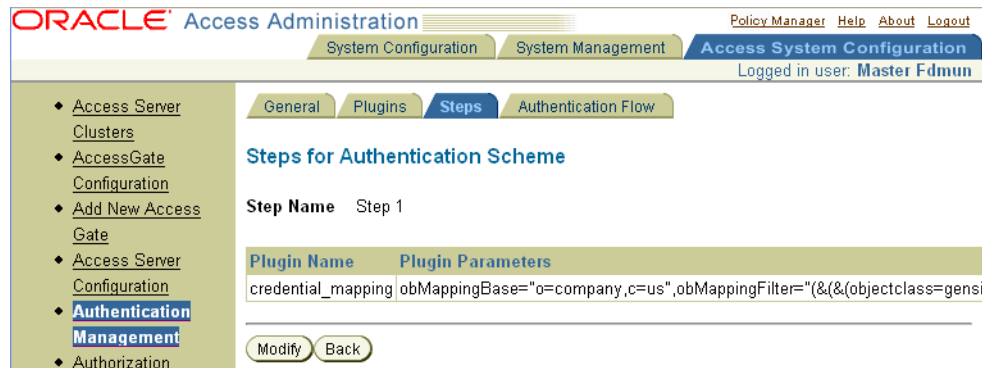 ORACLE Access Administration
Policy Manager Help About Logout
System Configuration System Management Access System Configuration
Logged in user: Master Fdmun
Access Server
Clusters
AccessGate
Configuration
Add New Access
Gate
Access Server
Configuration
Authentication
Management
Authorization
General Plugins Steps Authentication Flow
Steps for Authentication Scheme
Step Name Step 1
Plugin Name Plugin Parameters
credential_mapping obMappingBase="o=company,c=us",obMappingFilter="(&(&(objectclass=gensi
Modify Back